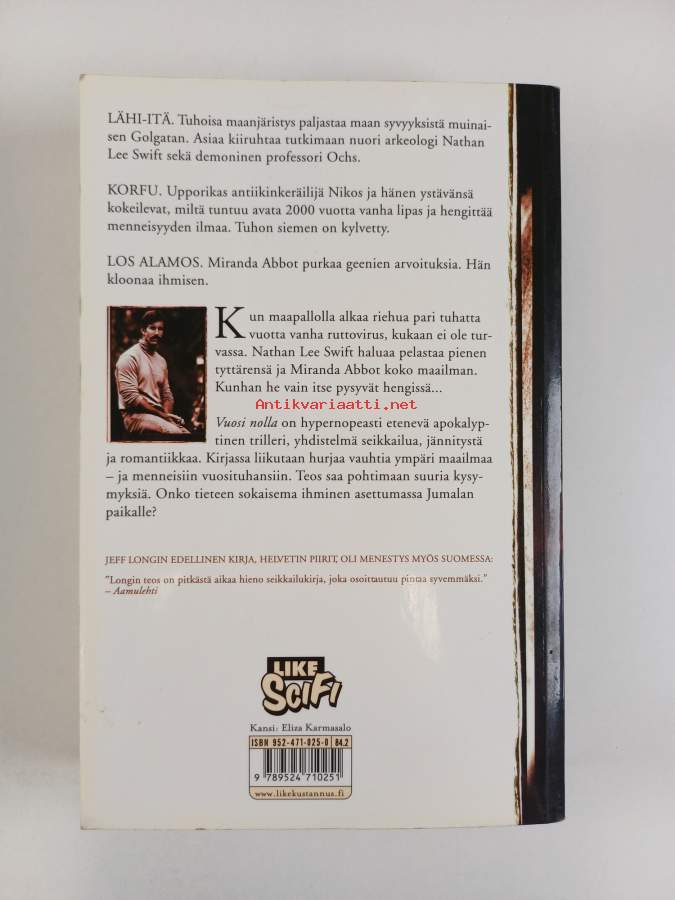 LÄHI-ITÄ. Tuhoisa maanjäristys paljastaa maan syvyyksistä muinai-
sen Golgatan. Asiaa kiiruhtaa tutkimaan nuori arkeologi Nathan
Lee Swift sekä demoninen professori Ochs.
KORFU. Upporikas antiikinkeräilijä Nikos ja hänen ystävänsä
kokeilevat, miltä tuntuu avata 2000 vuotta vanha lipas ja hengittää
menneisyyden ilmaa. Tuhon siemen on kylvetty.
LOS ALAMOS. Miranda Abbot purkaa geenien arvoituksia. Hän
kloonaa ihmisen.
Kun maapallolla alkaa riehua pari tuhatta
vuotta vanha ruttovirus, kukaan ei ole tur-
vassa. Nathan Lee Swift haluaa pelastaa pienen
tyttärensä ja Miranda Abbot koko maailman.
Kunhan he vain itse pysyvät hengissä...
Antikvariaatti.net
Vuosi nolla on hypernopeasti etenevä apokalyp-
tinen trilleri, yhdistelmä seikkailua, jännitystä
ja romantiikkaa. Kirjassa liikutaan hurjaa vauhtia ympäri maailmaa
– ja menneisiin vuosituhansiin. Teos saa pohtimaan suuria kysy-
myksiä. Onko tieteen sokaisema ihminen asettumassa Jumalan
paikalle?
JEFF LONGIN EDELLINEN KIRJA, HELVETIN PIIRIT, OLI MENESTYS MYÖS SUOMESSA:
"Longin teos on pitkästä aikaa hieno seikkailukirja, joka osoittautuu pintaa syvemmäksi."
– Aamulehti
LIKE
SCIFI
Kansi: Eliza Karmasalo
ISBN 952-471-025-0 84.2
9 789524 710251
www.likekustannus.fi